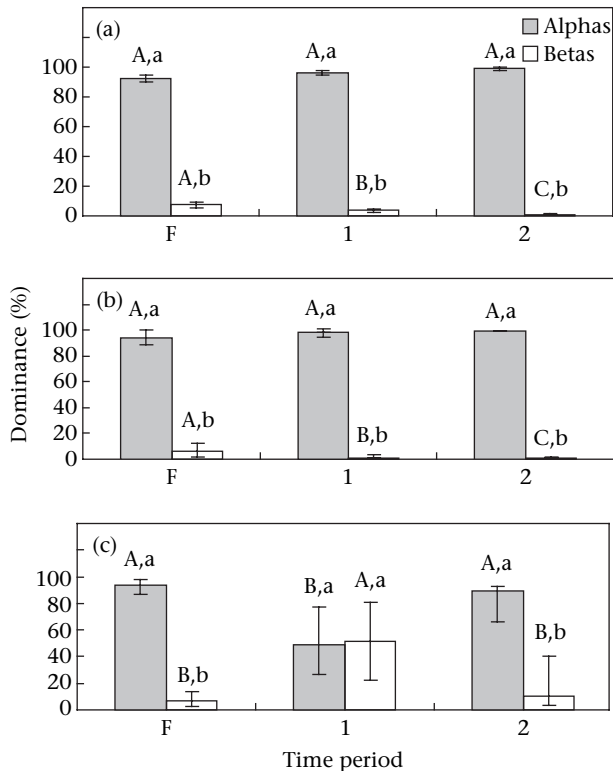 (a)
Alphas
Betas
A,a A,a A,a
100
80
60
40
20
0
A,b B,b C,b
F 1 2
Dominance (%)
(b)
A,a A,a A,a
100
80
60
40
20
0
A,b B,b C,b
F 1 2
(c)
A,a B,a A,a A,a
100
80
60
40
20
0
B,b B,b
F 1 2
Time period